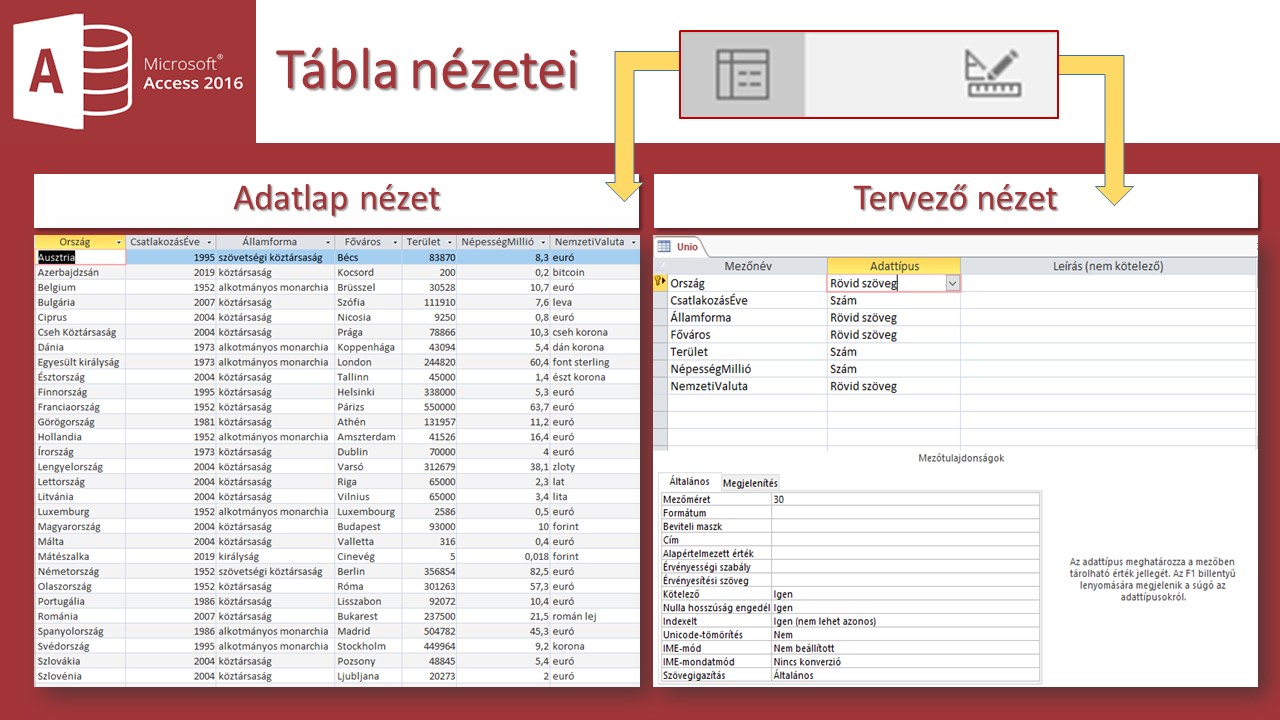 Microsoft®
Access 2016
Tábla nézetei
Adatlap nézet
Ország CsatlakozásÉve Államforma Főváros Terület NépességMillió NemzetiValuta
Ausztria 1995 szövetségi köztársaság Bécs 83870 8,3 euró
Azerbajdzsán 2019 köztársaság Kocsord 200 0,2 bitcoin
Belgium 1952 alkotmányos monarchia Brüsszel 30528 10,7 euró
Bulgária 2007 köztársaság Szófia 111910 7,6 leva
Ciprus 2004 köztársaság Nicosia 9250 0,8 euró
Cseh Köztársaság 2004 köztársaság Prága 78866 10,3 cseh korona
Dánia 1973 alkotmányos monarchia Koppenhága 43094 5,4 dán korona
Egyesült királyság 1973 alkotmányos monarchia London 244820 60,4 font sterling
Észtország 2004 köztársaság Tallinn 45000 1,4 észt korona
Finnország 1995 köztársaság Helsinki 338000 5,3 euró
Franciaország 1952 köztársaság Párizs 550000 63,7 euró
Görögország 1981 köztársaság Athén 131957 11,2 euró
Hollandia 1952 alkotmányos monarchia Amszterdam 41526 16,4 euró
Írország 1973 köztársaság Dublin 70000 4 euró
Lengyelország 2004 köztársaság Varsó 312679 38,1 zloty
Lettország 2004 köztársaság Riga 65000 2,3 lat
Litvánia 2004 köztársaság Vilnius 65000 3,4 lita
Luxemburg 1952 alkotmányos monarchia Luxembourg 2586 0,5 euró
Magyarország 2004 köztársaság Budapest 93000 10 forint
Málta 2004 köztársaság Valletta 316 0,4 euró
Mátészalka 2019 királyság Cinevég 5 0,018 forint
Németország 1952 szövetségi köztársaság Berlin 356854 82,5 euró
Olaszország 1952 köztársaság Róma 301263 57,3 euró
Portugália 1986 köztársaság Lisszabon 92072 10,4 euró
Románia 2007 köztársaság Bukarest 237500 21,5 román lej
Spanyolország 1986 alkotmányos monarchia Madrid 504782 45,3 euró
Svédország 1995 alkotmányos monarchia Stockholm 449964 9,2 korona
Szlovákia 2004 köztársaság Pozsony 48845 5,4 euró
Szlovénia 2004 köztársaság Ljubljana 20273 2 euró
Tervező nézet
Unio
Mezőnév Adattípus Leírás (nem kötelező)
Ország Rövid szöveg
CsatlakozásÉve Szám
Államforma Rövid szöveg
Főváros Rövid szöveg
Terület Szám
NépességMillió Szám
NemzetiValuta Rövid szöveg
Mezőtulajdonságok
Általános Megjelenítés
Mezőméret 30
Formátum
Beviteli maszk
Cím
Alapértelmezett érték
Érvényességi szabály
Érvényesítési szöveg
Kötelező Igen
Nulla hosszúság engedél Igen
Indexelt Igen (nem lehet azonos)
Unicode-tömörítés Nem
IME-mód Nem beállított
IME-mondatmód Nincs konverzió
Szövegigazítás Általános
Az adattípus meghatározza a mezőben
tárolható érték jellegét. Az F1 billentyű
lenyomására megjelenik a súgó az
adattípusokról.